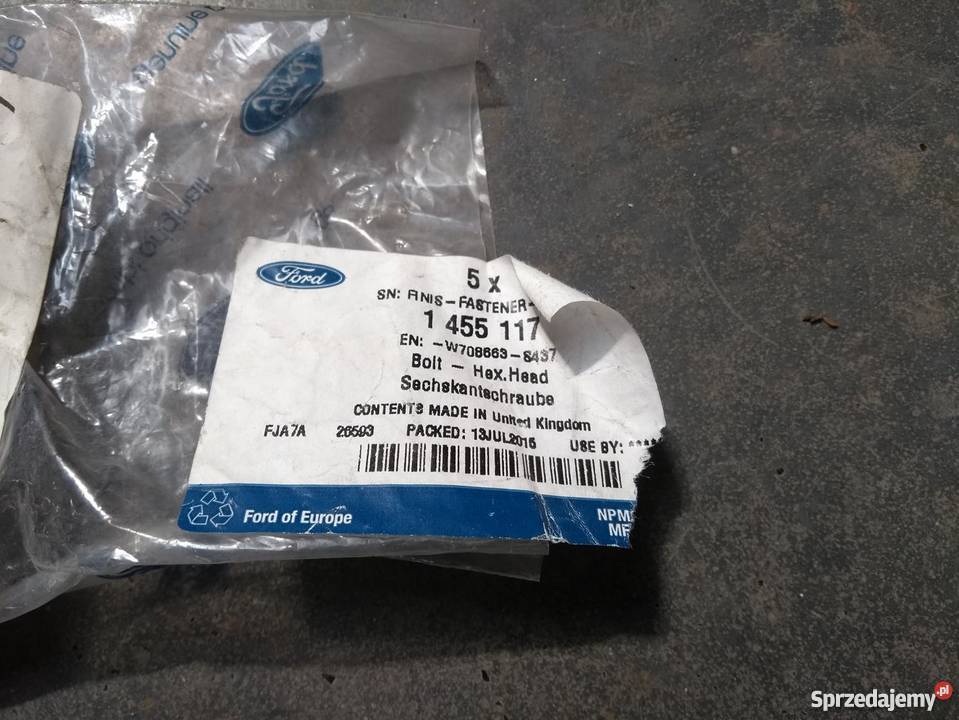 Ford
Ford
5 x
SN: FINIS-FASTENER-
1 455 117
EN: -W708663-S437
Bolt - Hex.Head
Sechskantschraube
CONTENTS MADE IN United Kingdom
FJA7A 26593 PACKED: 13JUL2015 USE BY: ****
Ford of Europe
NPM
MF
Sprzedajemy.pl